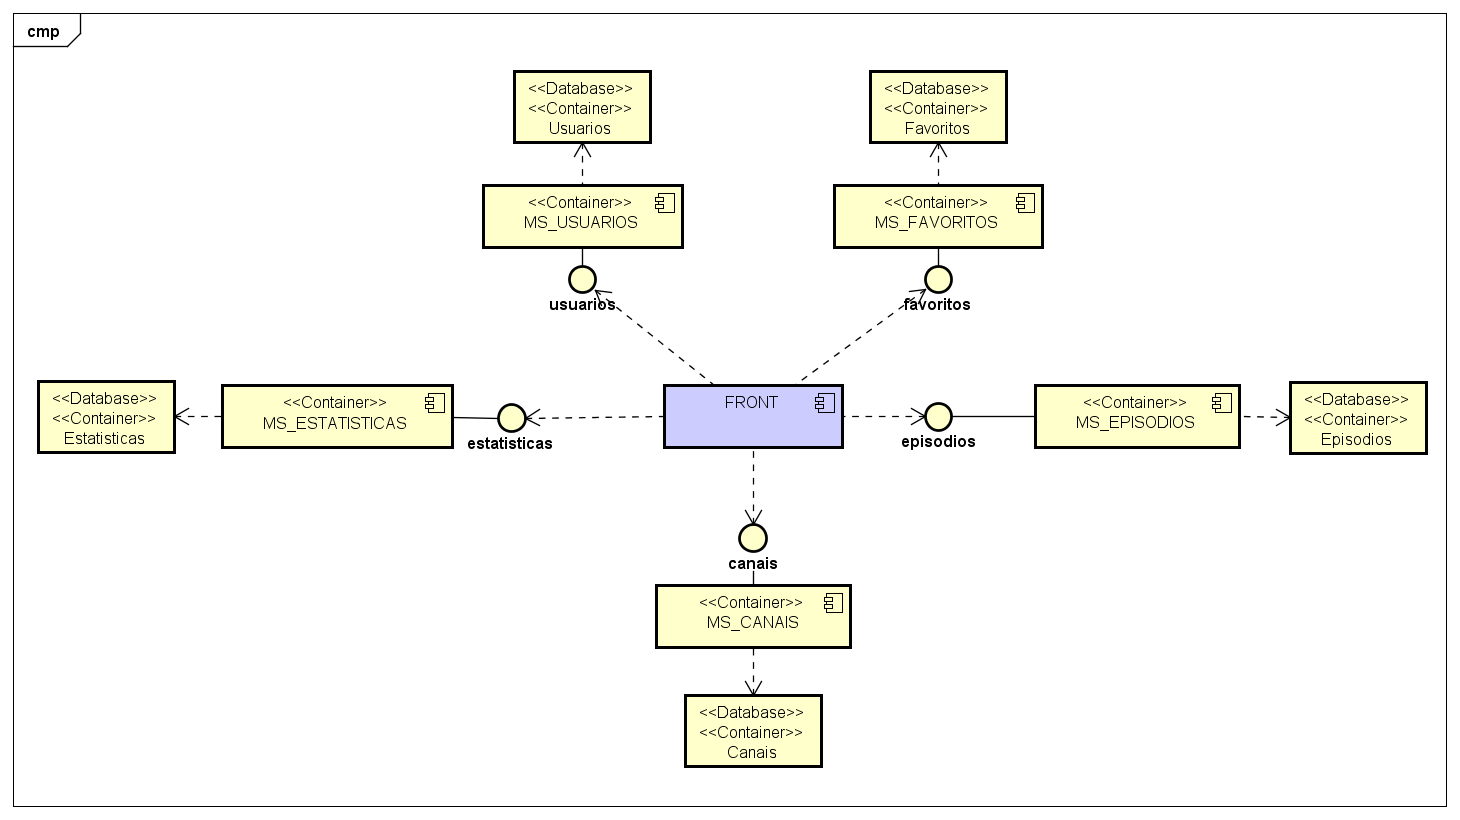 cmp
<<Database>>
<<Container>>
Usuarios
<<Database>>
<<Container>>
Favoritos
<<Container>>
MS_USUARIOS
<<Container>>
MS_FAVORITOS
usuarios
favoritos
<<Database>>
<<Container>>
Estatisticas
<<Container>>
MS_ESTATISTICAS
estatisticas
FRONT
episodios
<<Container>>
MS_EPISODIOS
<<Database>>
<<Container>>
Episodios
canais
<<Container>>
MS_CANAIS
<<Database>>
<<Container>>
Canais